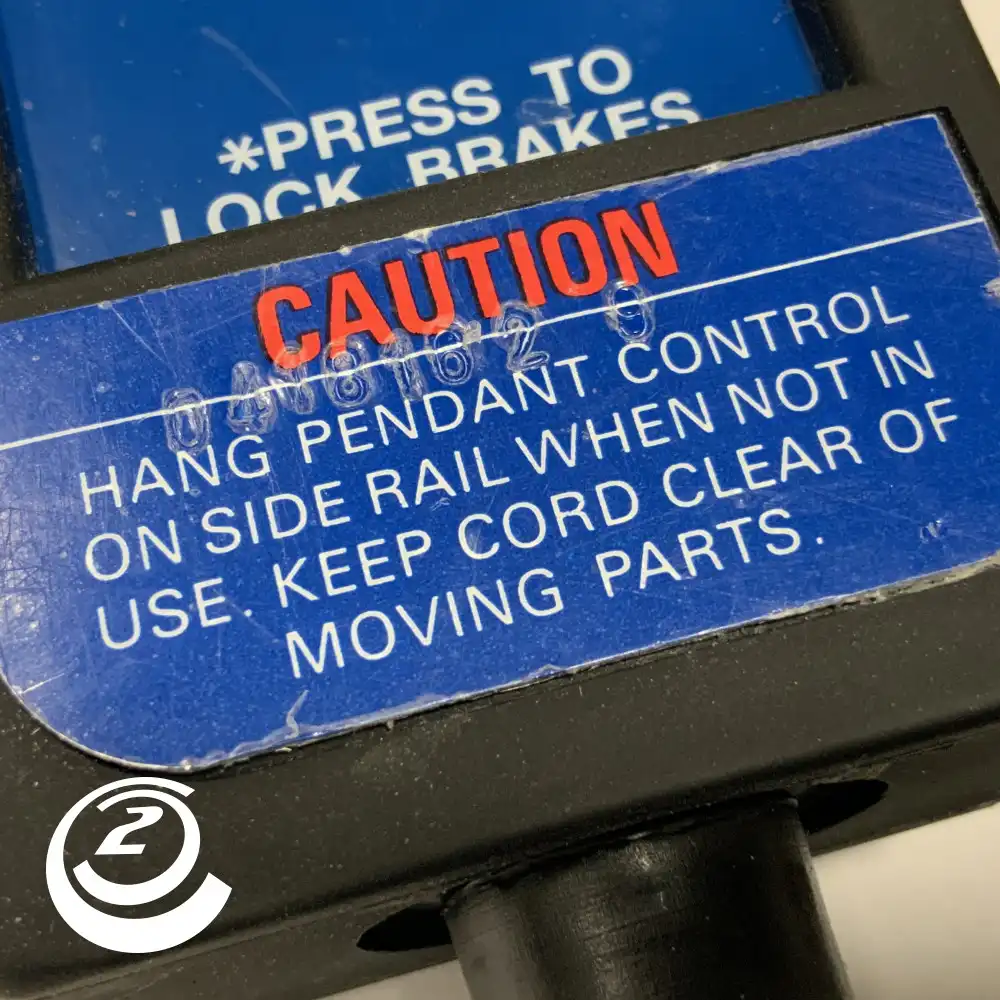 *PRESS TO
LOCK BRAKES
CAUTION
HANG PENDANT CONTROL
ON SIDE RAIL WHEN NOT IN
USE. KEEP CORD CLEAR OF
MOVING PARTS.
2